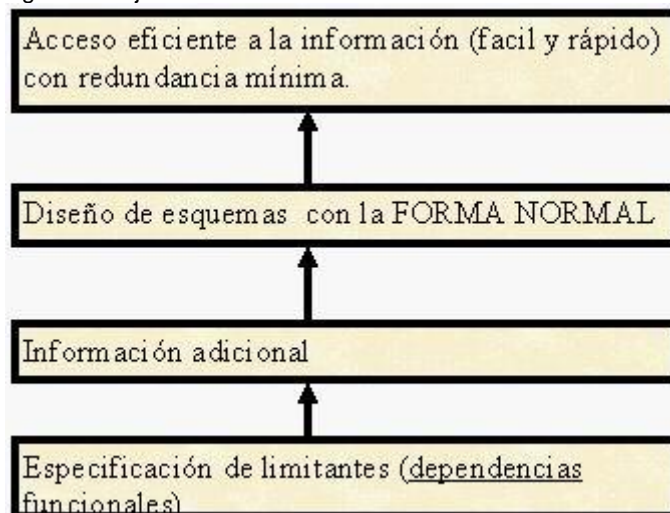 Acceso eficiente a la información (facil y rápido)
con redundancia mínima.
Diseño de esquemas con la FORMA NORMAL
Información adicional
Especificación de limitantes (dependencias
funcionales)